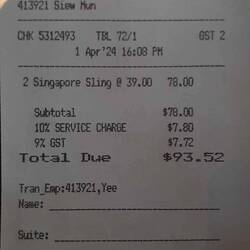 413921 Siew Mun
CHK 5312493 TBL 72/1 GST 2
1 Apr'24 16:08 PM
2 Singapore Sling @ 39.00 78.00
Subtotal $78.00
10% SERVICE CHARGE $7.80
9% GST $7.72
Total Due $93.52
Tran_Emp:413921,Yee
Name:
Suite: